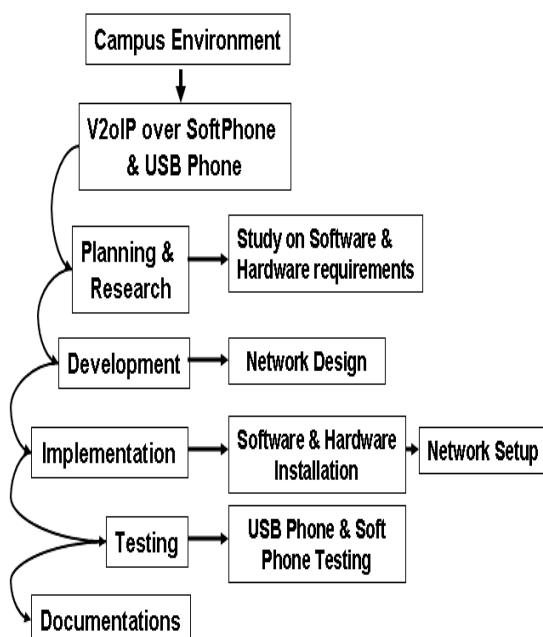 Campus Environment
V2oIP over SoftPhone
& USB Phone
Planning &
Research
Study on Software &
Hardware requirements
Development
Network Design
Implementation
Software & Hardware
Installation
Network Setup
Testing
USB Phone & Soft
Phone Testing
Documentations